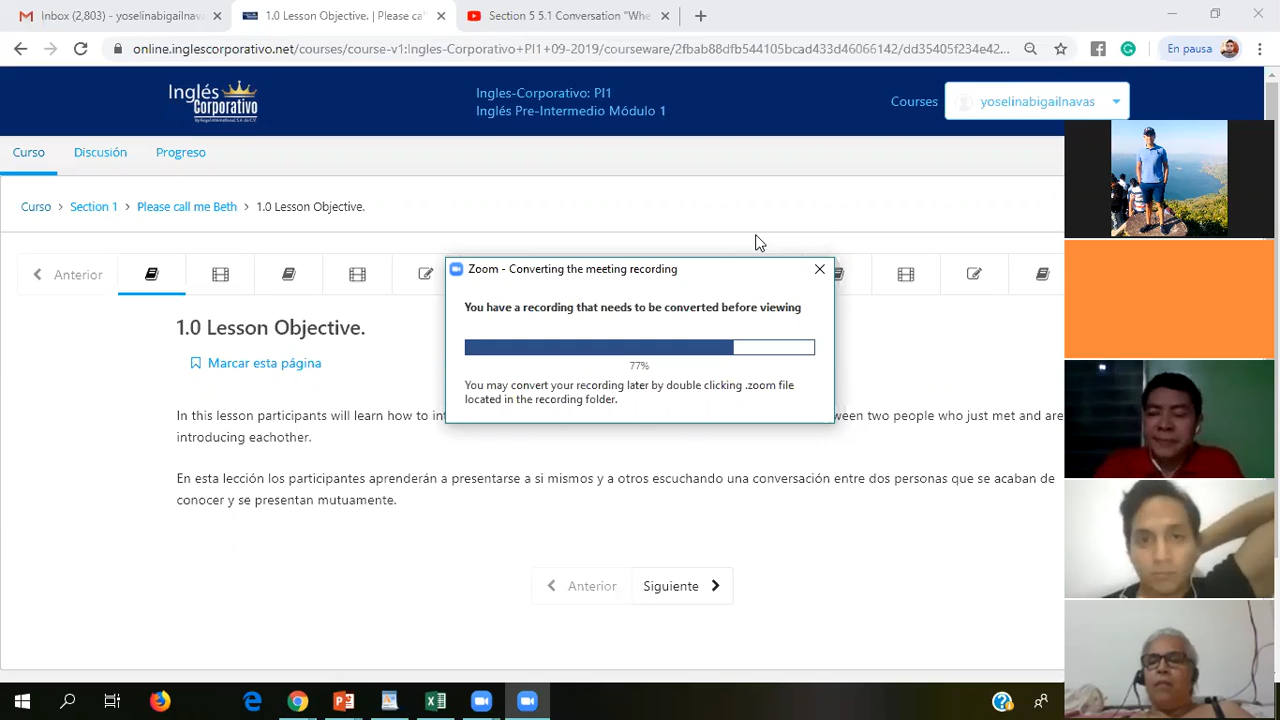 Inbox (2,803) - yoselinabigailnava
1.0 Lesson Objective. | Please call
Section 5 5.1 Conversation "Whe
online.inglescorporativo.net/courses/course-v1:Ingles-Corporativo+PI1+09-2019/courseware/2fbab88dfb544105bcad433d46066142/dd35405f234e42...
En pausa
Inglés
Corporativo
Ingles-Corporativo: PI1
Inglés Pre-Intermedio Módulo 1
Courses
yoselinabigailnavas
Curso
Discusión
Progreso
Curso > Section 1 > Please call me Beth > 1.0 Lesson Objective.
Anterior
Zoom - Converting the meeting recording
You have a recording that needs to be converted before viewing
77%
You may convert your recording later by double clicking .zoom file
located in the recording folder.
1.0 Lesson Objective.
Marcar esta página
In this lesson participants will learn how to int ween two people who just met and are
introducing eachother.
En esta lección los participantes aprenderán a presentarse a si mismos y a otros escuchando una conversación entre dos personas que se acaban de
conocer y se presentan mutuamente.
Anterior
Siguiente